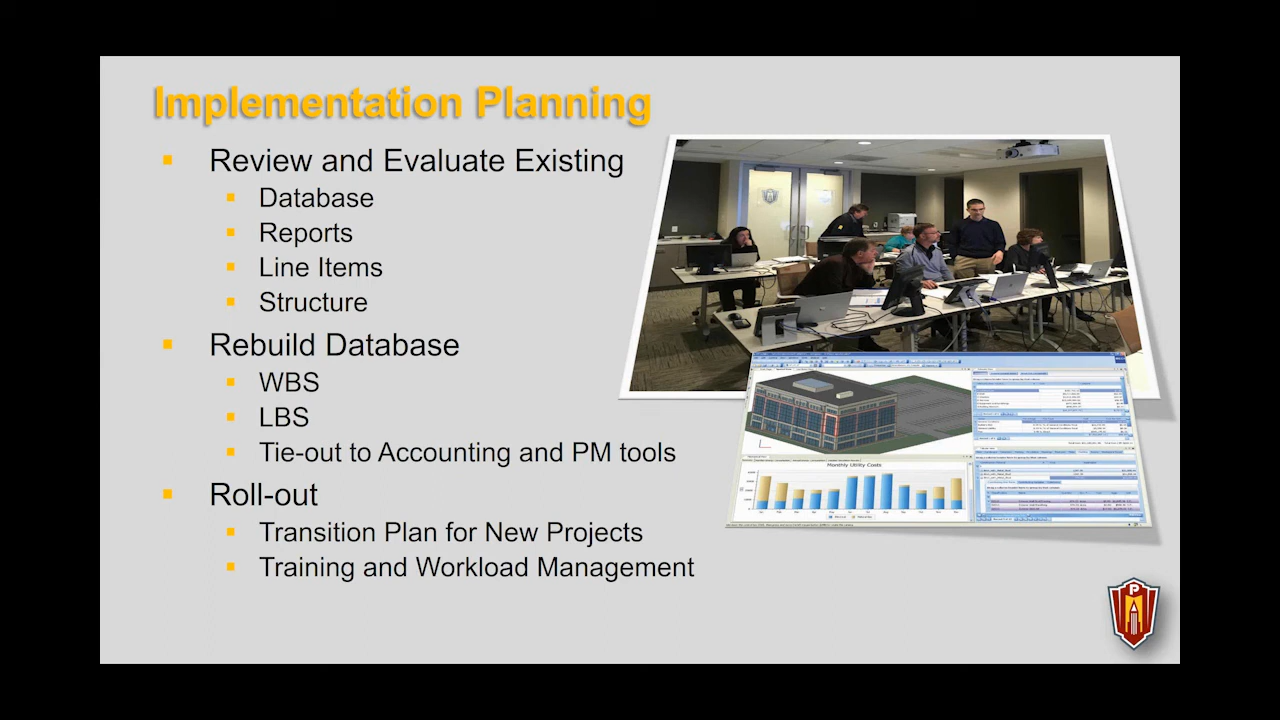 Implementation Planning
Review and Evaluate Existing
Database
Reports
Line Items
Structure
Rebuild Database
WBS
LBS
Tie-out to Accounting and PM tools
Roll-out
Transition Plan for New Projects
Training and Workload Management
Monthly Utility Costs
P